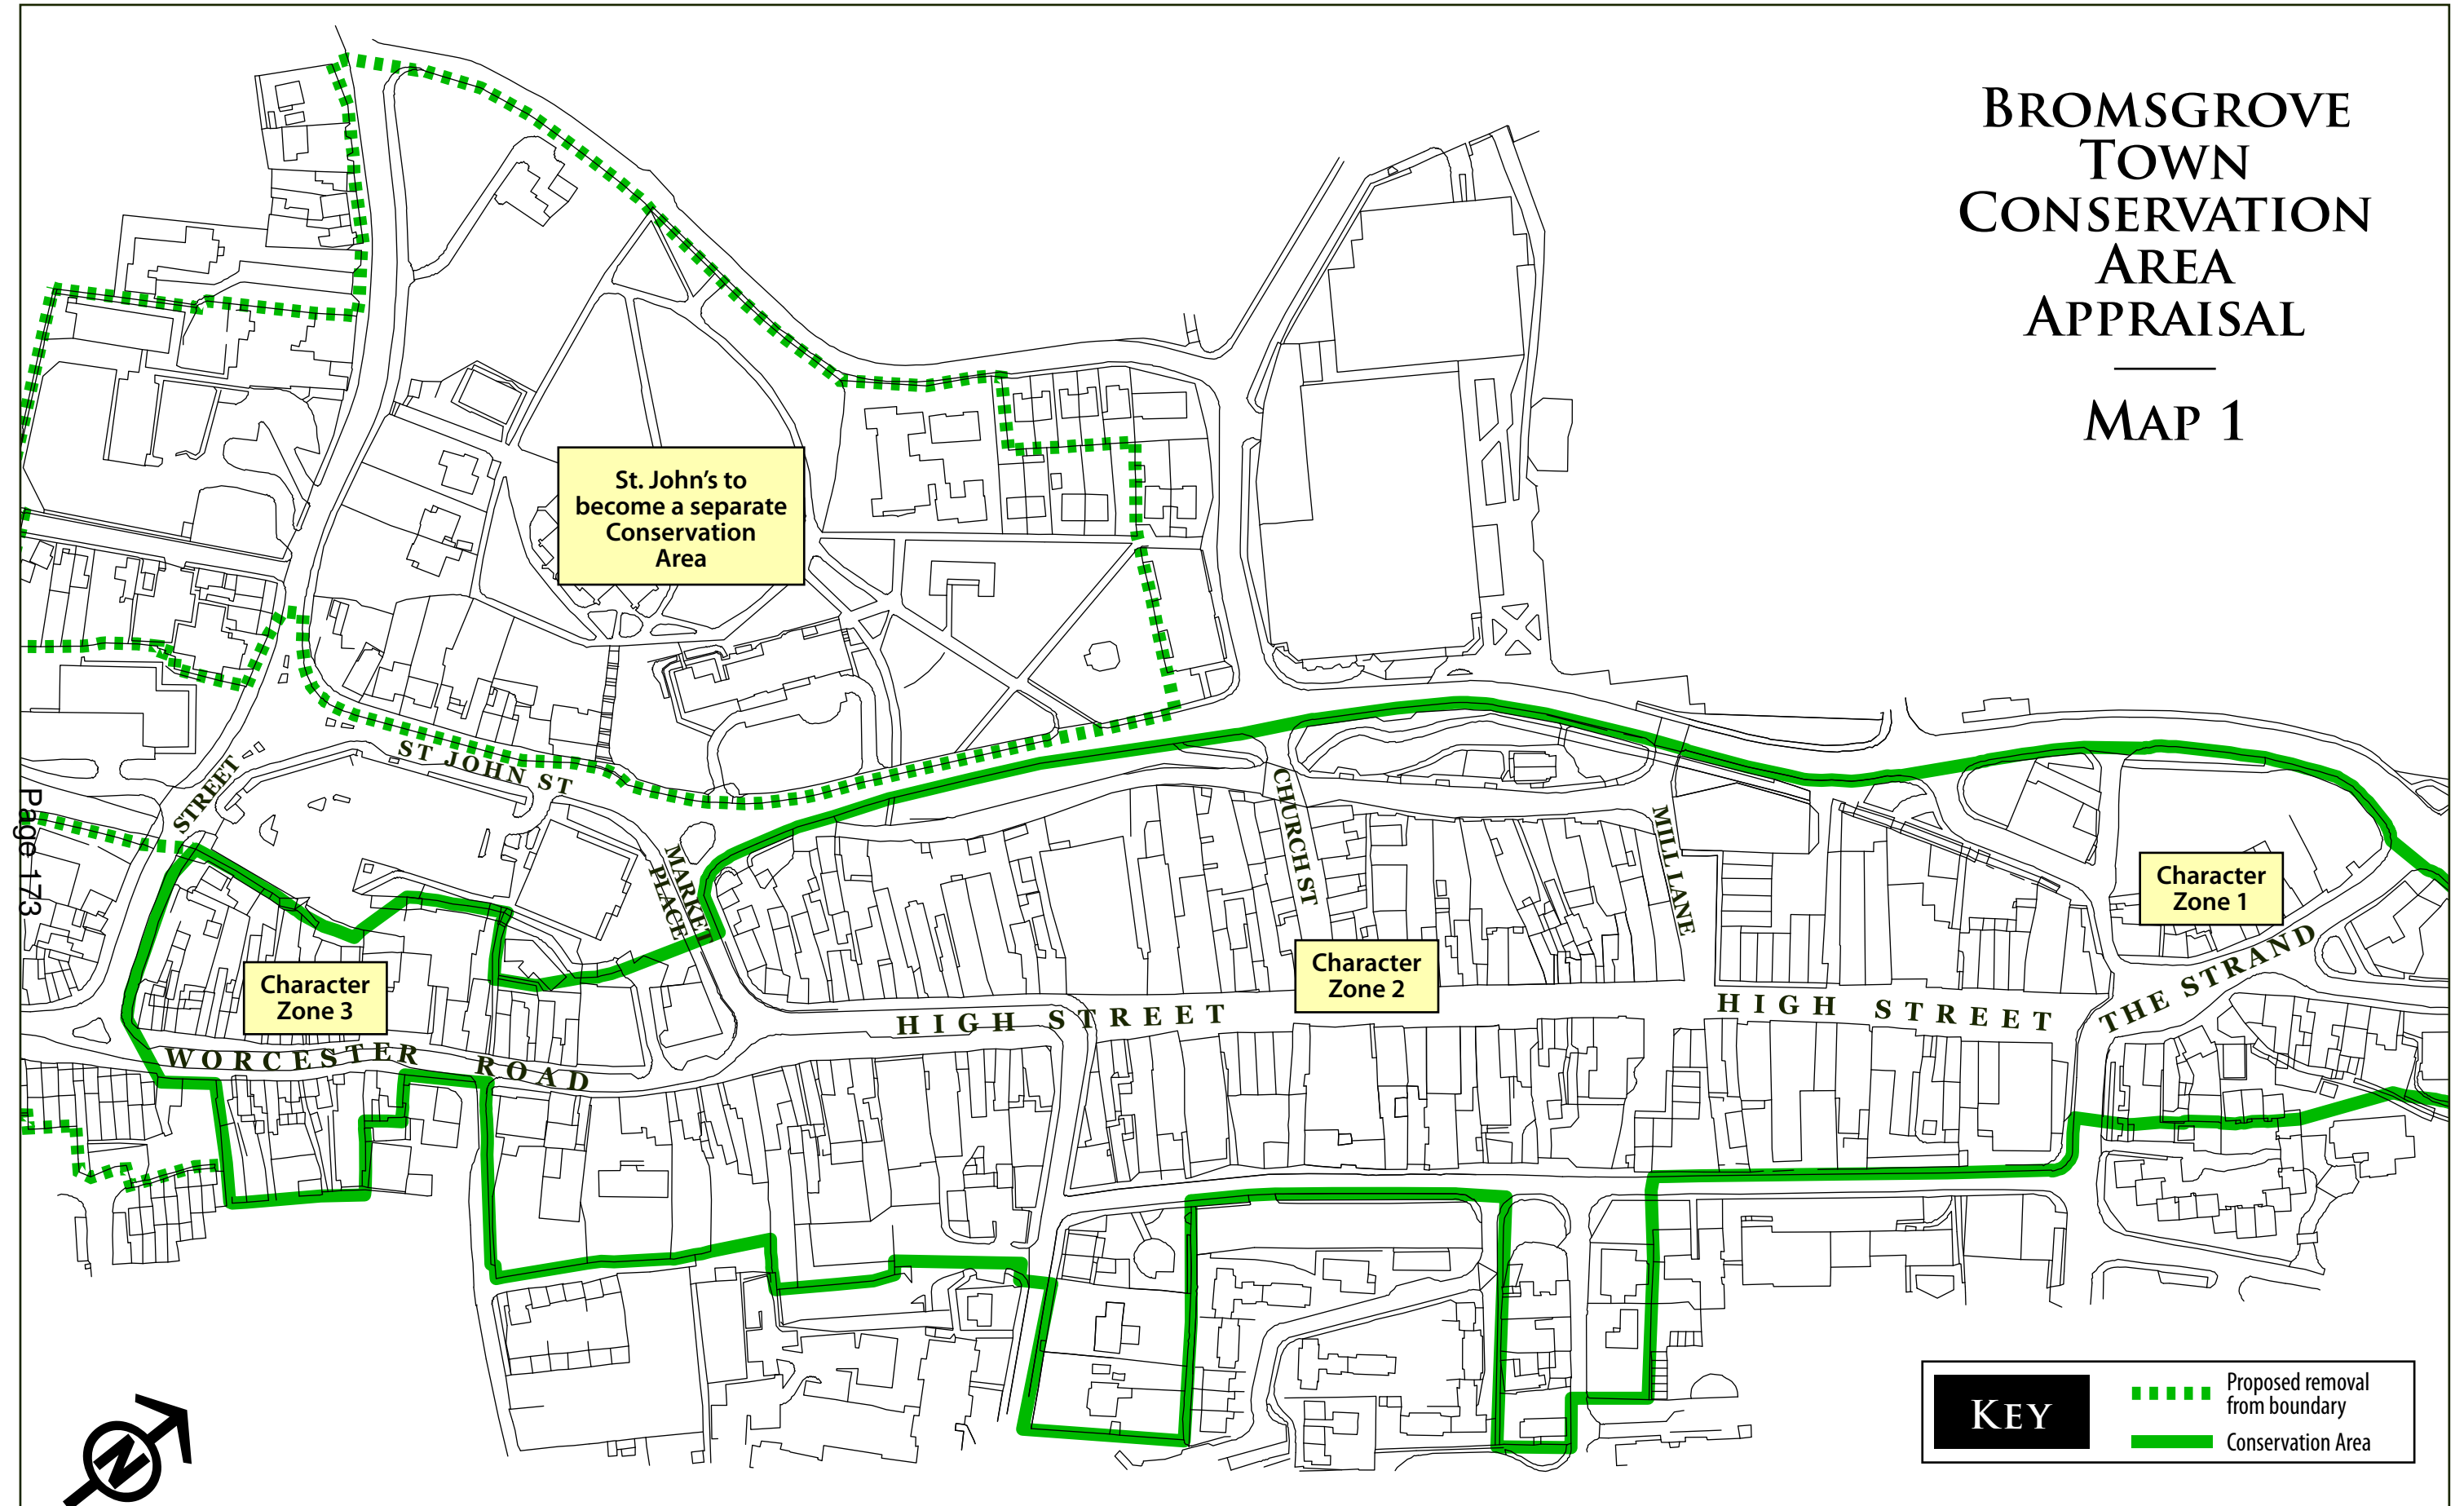 BROMSGROVE
TOWN
CONSERVATION
AREA
APPRAISAL
MAP 1
St. John's to
become a separate
Conservation
Area
ST JOHN ST
STREET
Page 173
MARKET
PLACE
CHURCH ST
MILL LANE
Character
Zone 1
Character
Zone 2
Character
Zone 3
THE STRAND
HIGH STREET
HIGH STREET
WORCESTER ROAD
KEY
Proposed removal
from boundary
Conservation Area
N